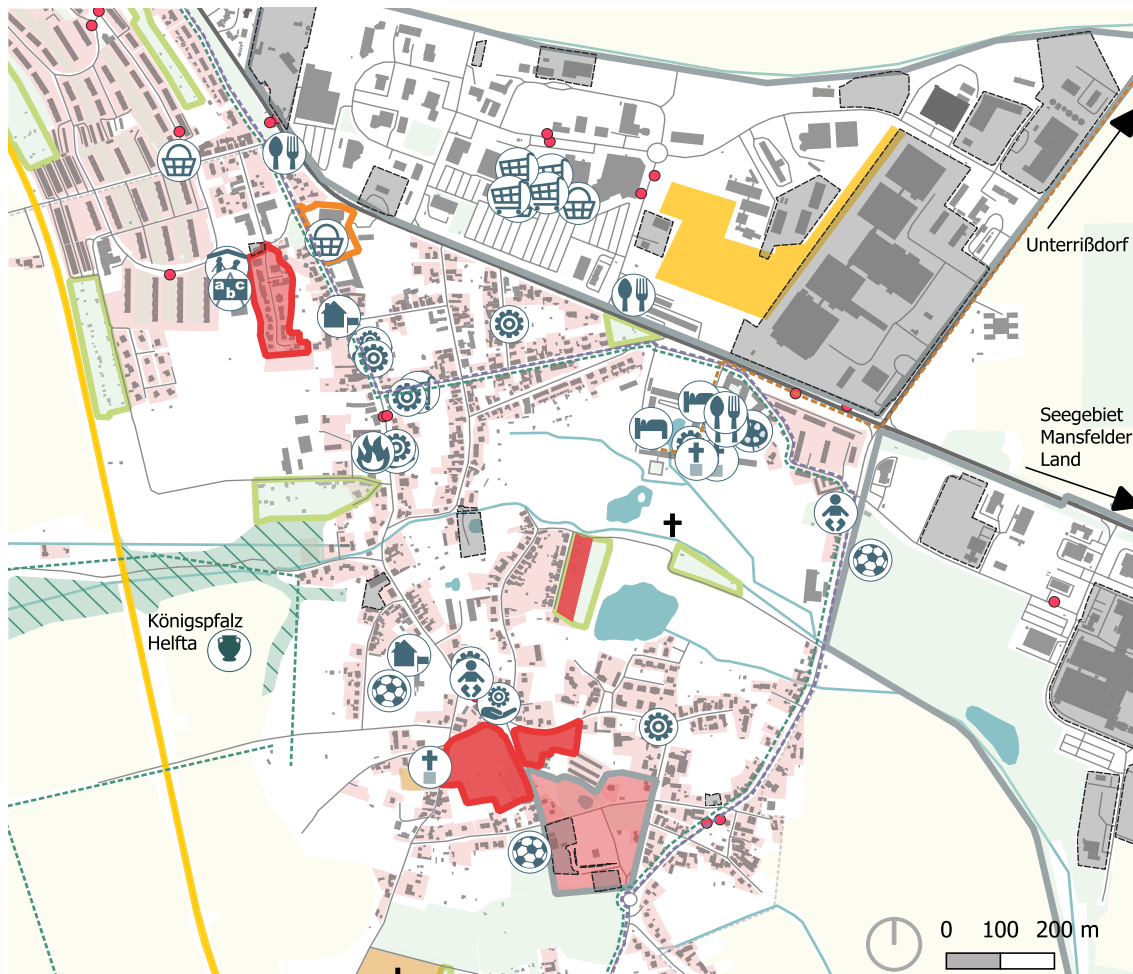 a
b
c
Unterrißdorf
Seegebiet
Mansfelder
Land
Königspfalz
Helfta
0 100 200 m